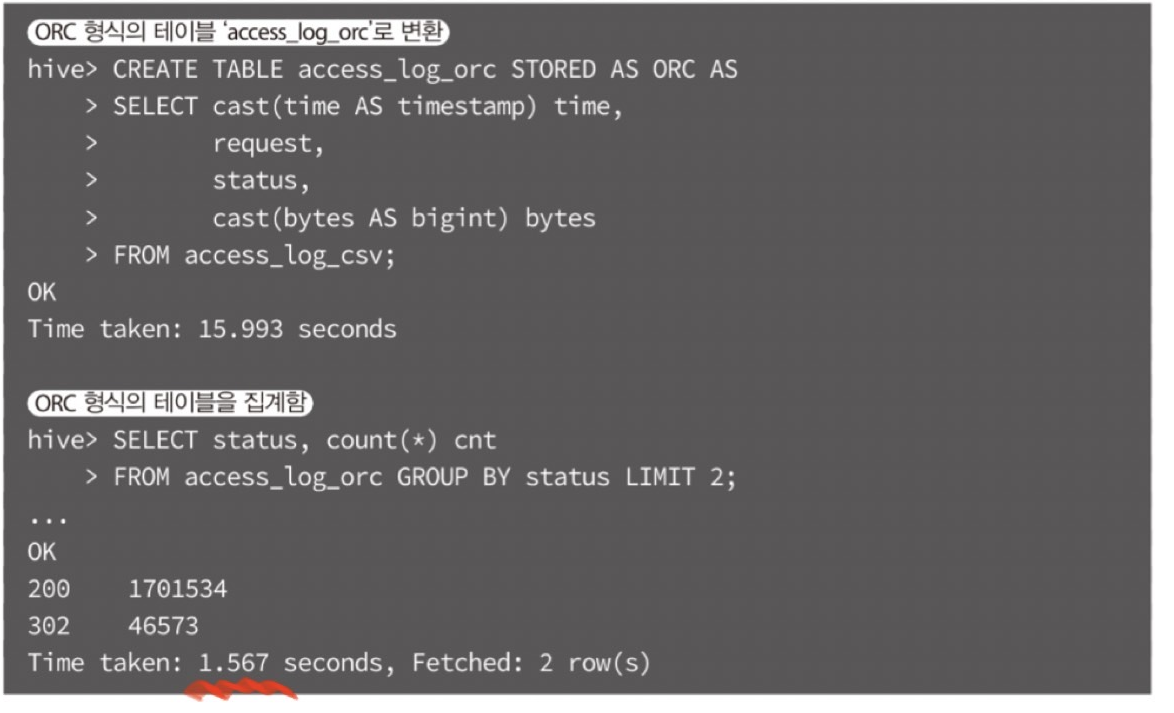 ORC 형식의 테이블 ‘access_log_orc’로 변환
hive> CREATE TABLE access_log_orc STORED AS ORC AS
    > SELECT cast(time AS timestamp) time,
    >        request,
    >        status,
    >        cast(bytes AS bigint) bytes
    > FROM access_log_csv;
OK
Time taken: 15.993 seconds
ORC 형식의 테이블을 집계함
hive> SELECT status, count(*) cnt
    > FROM access_log_orc GROUP BY status LIMIT 2;
...
OK
200    1701534
302    46573
Time taken: 1.567 seconds, Fetched: 2 row(s)